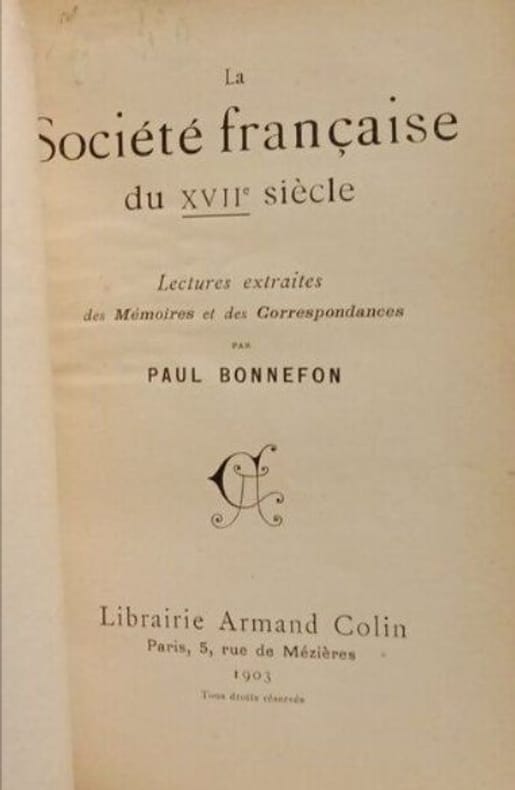 La
Société française
du XVIIe siècle
Lectures extraites
des Mémoires et des Correspondances
PAR
PAUL BONNEFON
AC
Librairie Armand Colin
Paris, 5, rue de Mézières
1903
Tous droits réservés